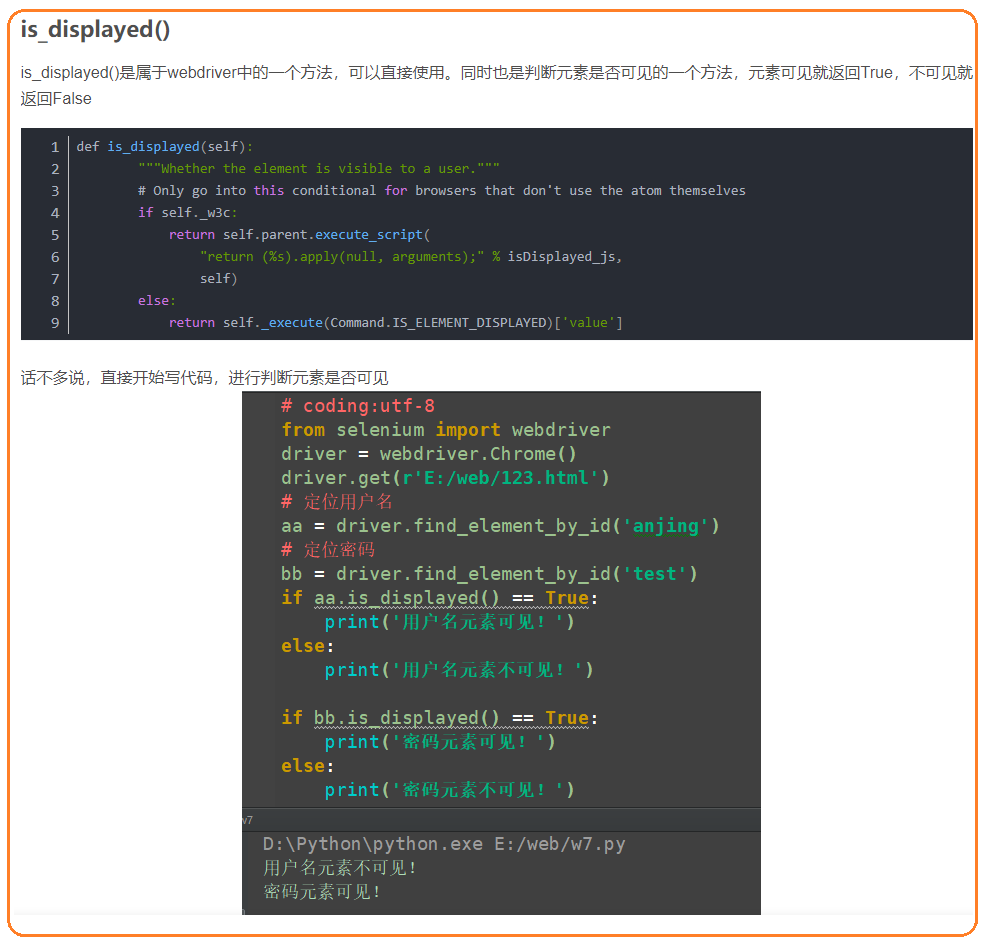 is_displayed()
is_displayed()是属于webdriver中的一个方法，可以直接使用。同时也是判断元素是否可见的一个方法，元素可见就返回True，不可见就
返回False
1 def is_displayed(self):
2 """Whether the element is visible to a user."""
3 # Only go into this conditional for browsers that don't use the atom themselves
4 if self._w3c:
5 return self.parent.execute_script(
6 "return (%s).apply(null, arguments);" % isDisplayed_js,
7 self)
8 else:
9 return self._execute(Command.IS_ELEMENT_DISPLAYED)['value']
话不多说，直接开始写代码，进行判断元素是否可见
# coding:utf-8
from selenium import webdriver
driver = webdriver.Chrome()
driver.get(r'E:/web/123.html')
# 定位用户名
aa = driver.find_element_by_id('anjing')
# 定位密码
bb = driver.find_element_by_id('test')
if aa.is_displayed() == True:
print('用户名元素可见！')
else:
print('用户名元素不可见！')
if bb.is_displayed() == True:
print('密码元素可见！')
else:
print('密码元素不可见！')
w7
D:\Python\python.exe E:/web/w7.py
用户名元素不可见！
密码元素可见！